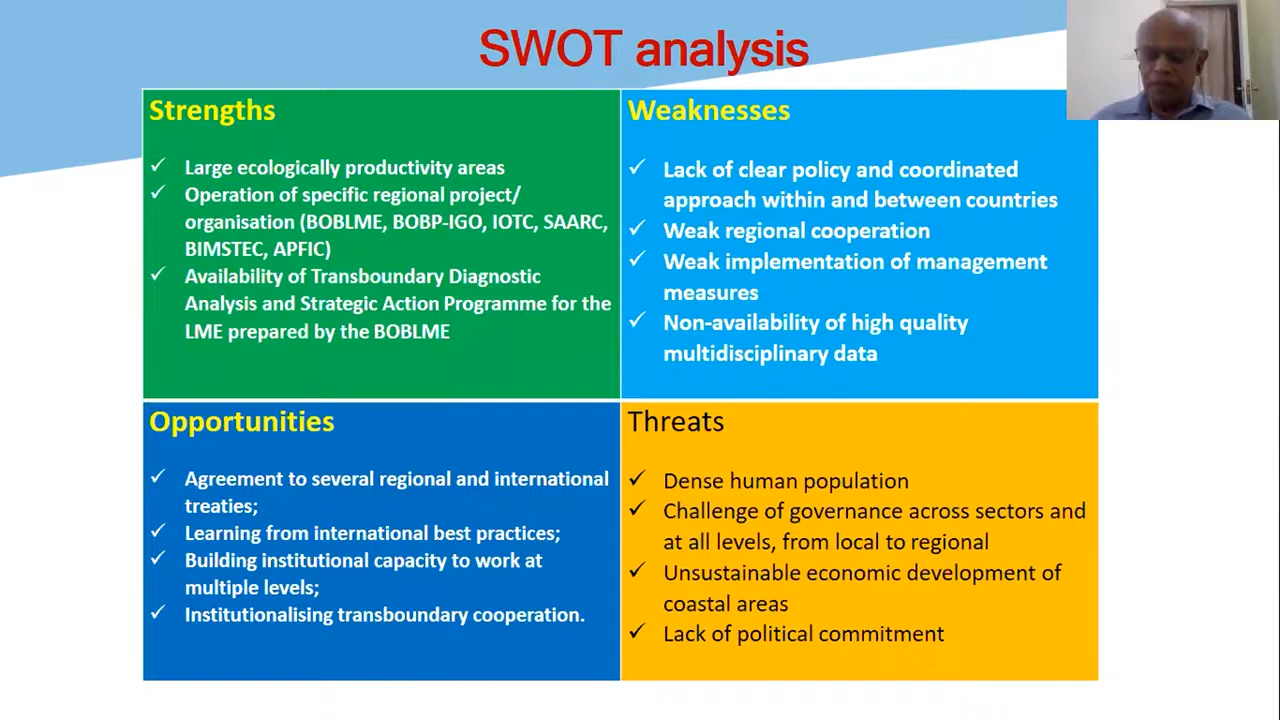 SWOT analysis
Strengths
✓ Large ecologically productivity areas
✓ Operation of specific regional project/
organisation (BOBLME, BOBP-IGO, IOTC, SAARC,
BIMSTEC, APFIC)
✓ Availability of Transboundary Diagnostic
Analysis and Strategic Action Programme for the
LME prepared by the BOBLME
Weaknesses
✓ Lack of clear policy and coordinated
approach within and between countries
✓ Weak regional cooperation
✓ Weak implementation of management
measures
✓ Non-availability of high quality
multidisciplinary data
Opportunities
✓ Agreement to several regional and international
treaties;
✓ Learning from international best practices;
✓ Building institutional capacity to work at
multiple levels;
✓ Institutionalising transboundary cooperation.
Threats
✓ Dense human population
✓ Challenge of governance across sectors and
at all levels, from local to regional
✓ Unsustainable economic development of
coastal areas
✓ Lack of political commitment